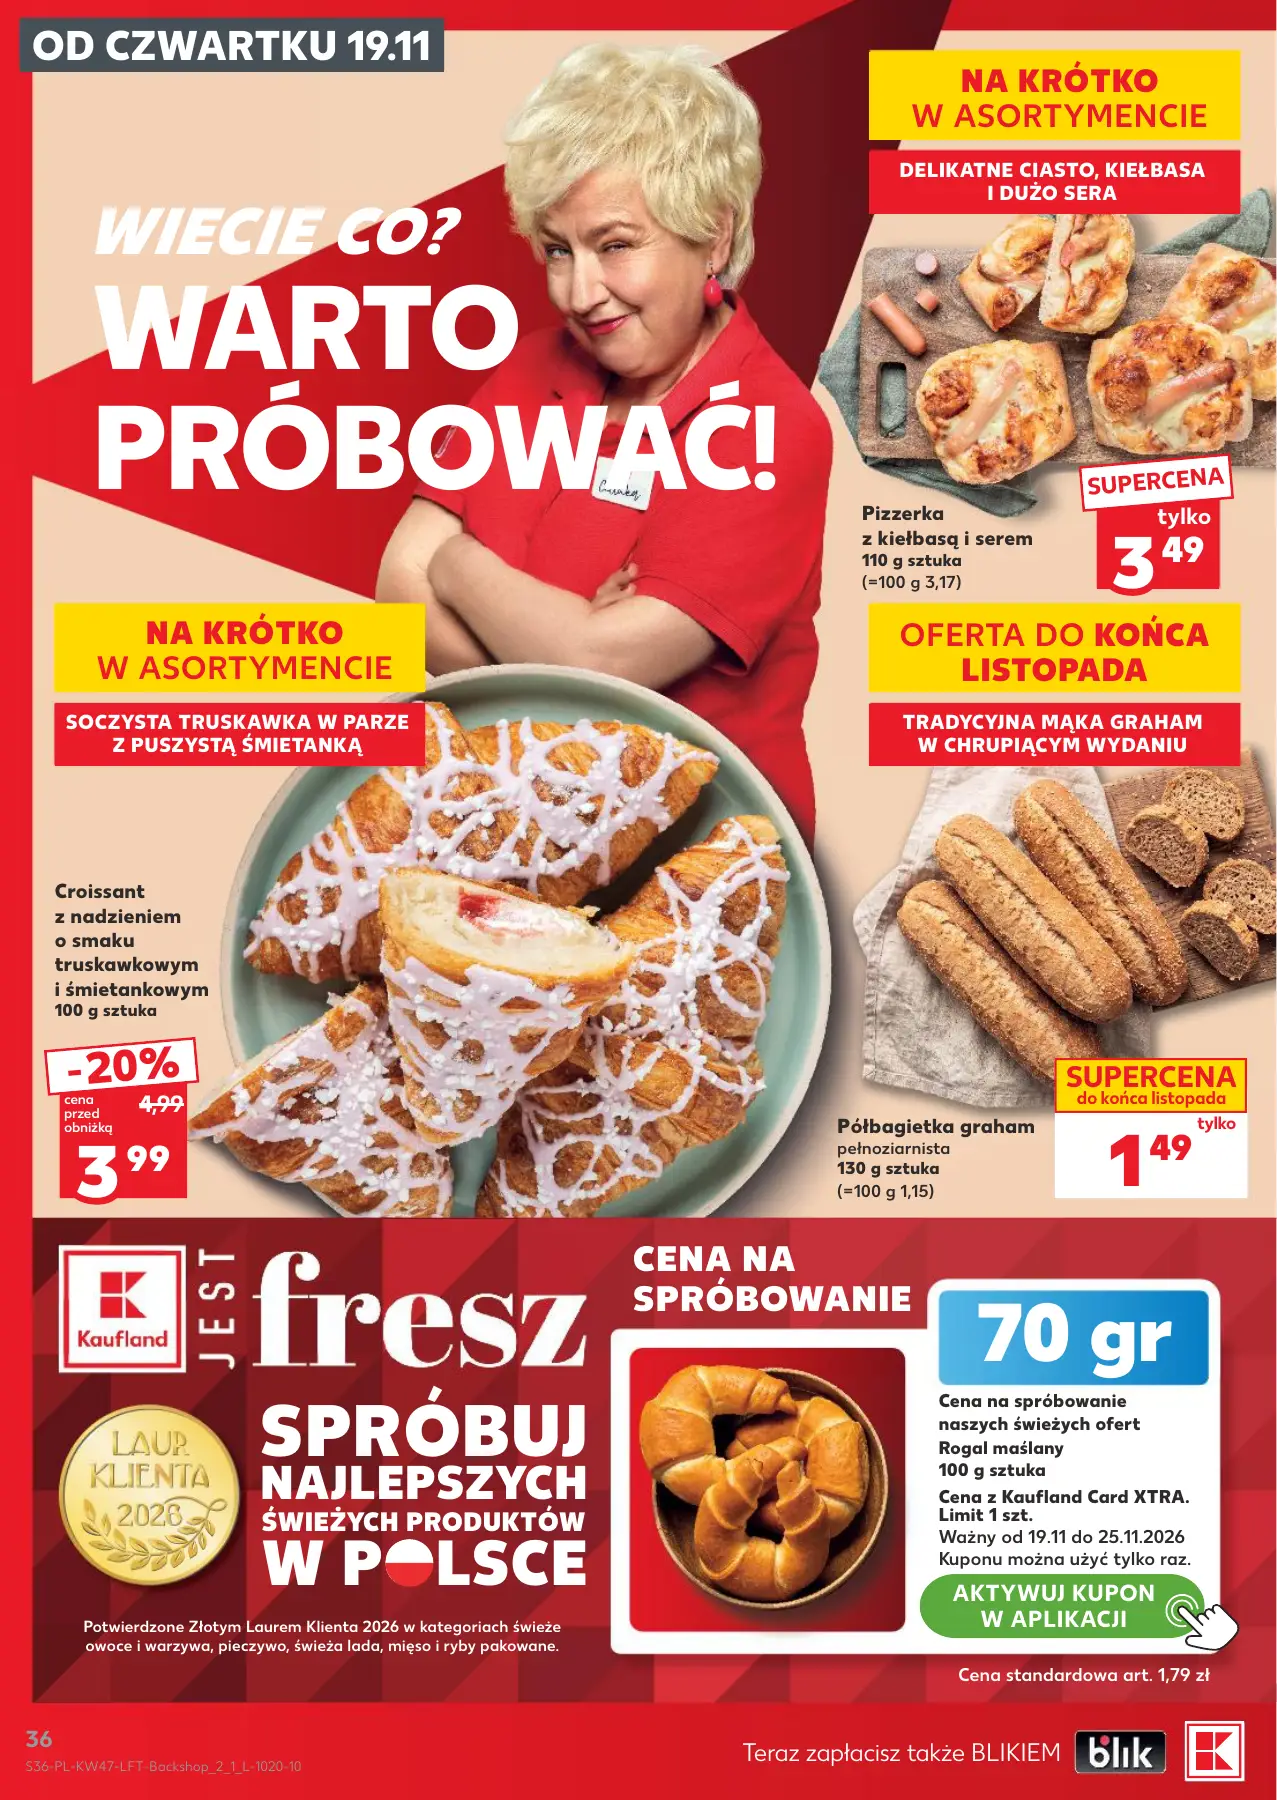 OD CZWARTKU 19.11
WIECIE CO?
WARTO
PRÓBOWAĆ!
NA KRÓTKO
W ASORTYMENCIE
DELIKATNE CIASTO, KIEŁBASA
I DUŻO SERA
SUPERCENA
tylko
3 49
Pizzerka
z kiełbasą i serem
110 g sztuka
(=100 g 3,17)
NA KRÓTKO
W ASORTYMENCIE
SOCZYSTA TRUSKAWKA W PARZE
Z PUSZYSTĄ ŚMIETANKĄ
Croissant
z nadzieniem
o smaku
truskawkowym
i śmietankowym
100 g sztuka
-20%
cena
przed
obniżką
4,99
3 99
OFERTA DO KOŃCA
LISTOPADA
TRADYCYJNA MĄKA GRAHAM
W CHRUPIĄCYM WYDANIU
SUPERCENA
do końca listopada
tylko
1 49
Półbagietka graham
pełnoziarnista
130 g sztuka
(=100 g 1,15)
Kaufland
JEST
fresz
LAUR
KLIENTA
2026
SPRÓBUJ
NAJLEPSZYCH
ŚWIEŻYCH PRODUKTÓW
W POLSCE
Potwierdzone Złotym Laurem Klienta 2026 w kategoriach świeże
owoce i warzywa, pieczywo, świeża lada, mięso i ryby pakowane.
CENA NA
SPRÓBOWANIE
70 gr
Cena na spróbowanie
naszych świeżych ofert
Rogal maślany
100 g sztuka
Cena z Kaufland Card XTRA.
Limit 1 szt.
Ważny od 19.11 do 25.11.2026
Kuponu można użyć tylko raz.
AKTYWUJ KUPON
W APLIKACJI
Cena standardowa art. 1,79 zł
36
S36-PL-KW47-LFT-Backshop_2_1_L-1020-10
Teraz zapłacisz także BLIKIEM
blik